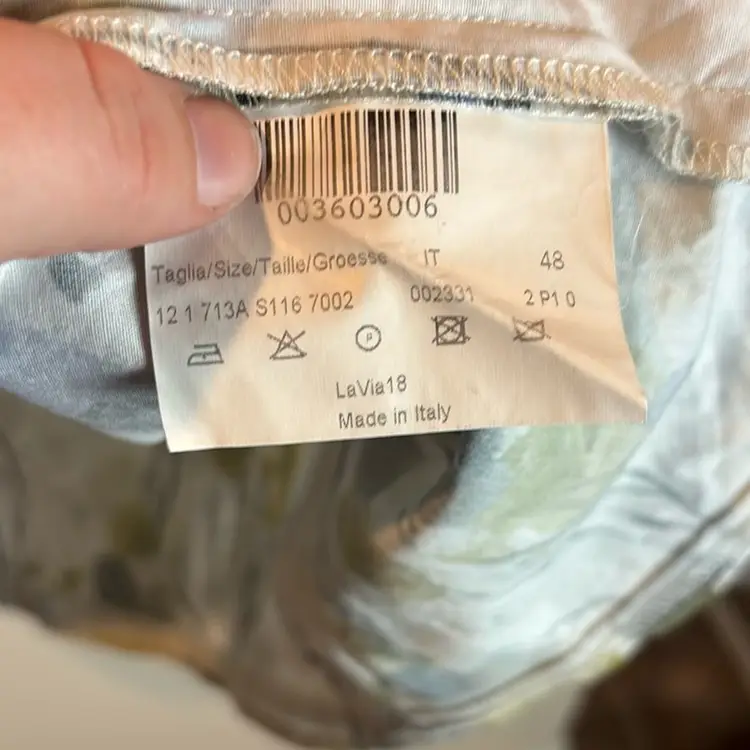 003603006
Taglia/Size/Taille/Groesse IT 48
12 1 713A S116 7002 002331 2 P1 0
P
LaVia18
Made in Italy